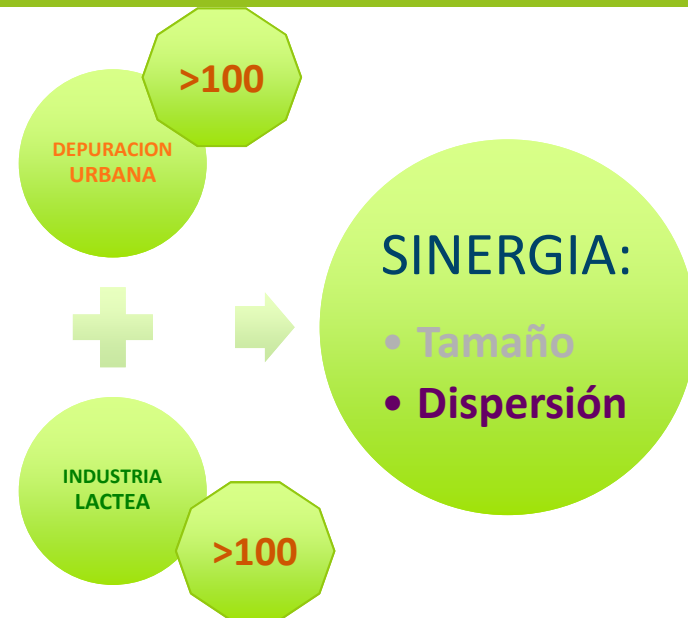 >100
DEPURACION
URBANA
SINERGIA:
• Tamaño
• Dispersión
INDUSTRIA
LACTEA
>100